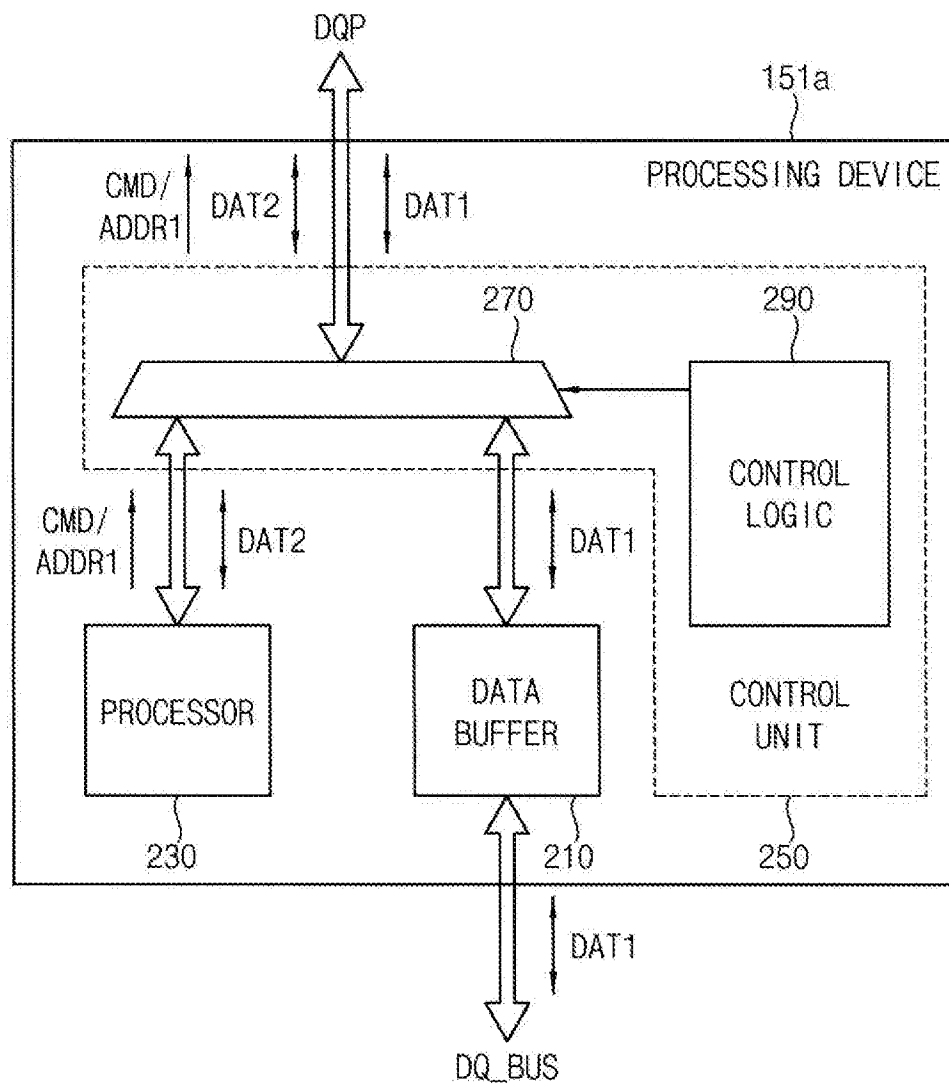 DQP
151a
PROCESSING DEVICE
CMD/
ADDR1
DAT2
DAT1
270
290
CONTROL
LOGIC
CMD/
ADDR1
DAT2
DAT1
PROCESSOR
DATA
BUFFER
CONTROL
UNIT
230
210
250
DAT1
DQ_BUS